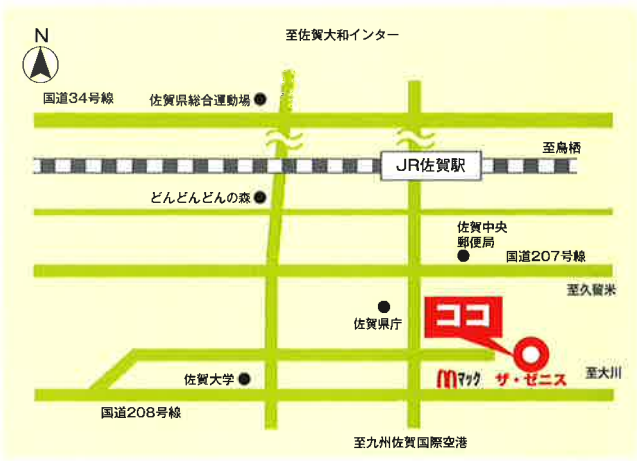 N
至佐賀大和インター
国道34号線
佐賀県総合運動場
至鳥栖
JR佐賀駅
どんどんどんの森
佐賀中央
郵便局
国道207号線
至久留米
ココ
佐賀県庁
佐賀大学
mマック
ザ・ゼニス
至大川
国道208号線
至九州佐賀国際空港